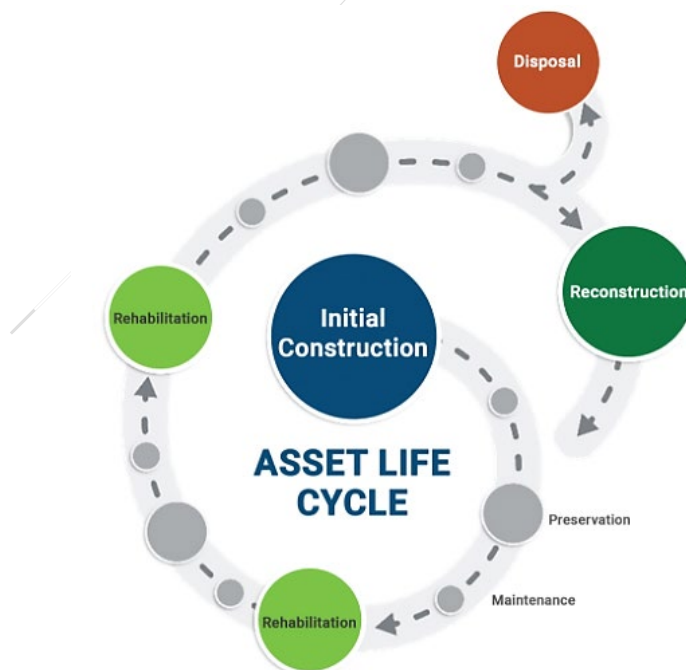 Disposal
Reconstruction
Rehabilitation
Initial
Construction
ASSET LIFE
CYCLE
Preservation
Maintenance
Rehabilitation